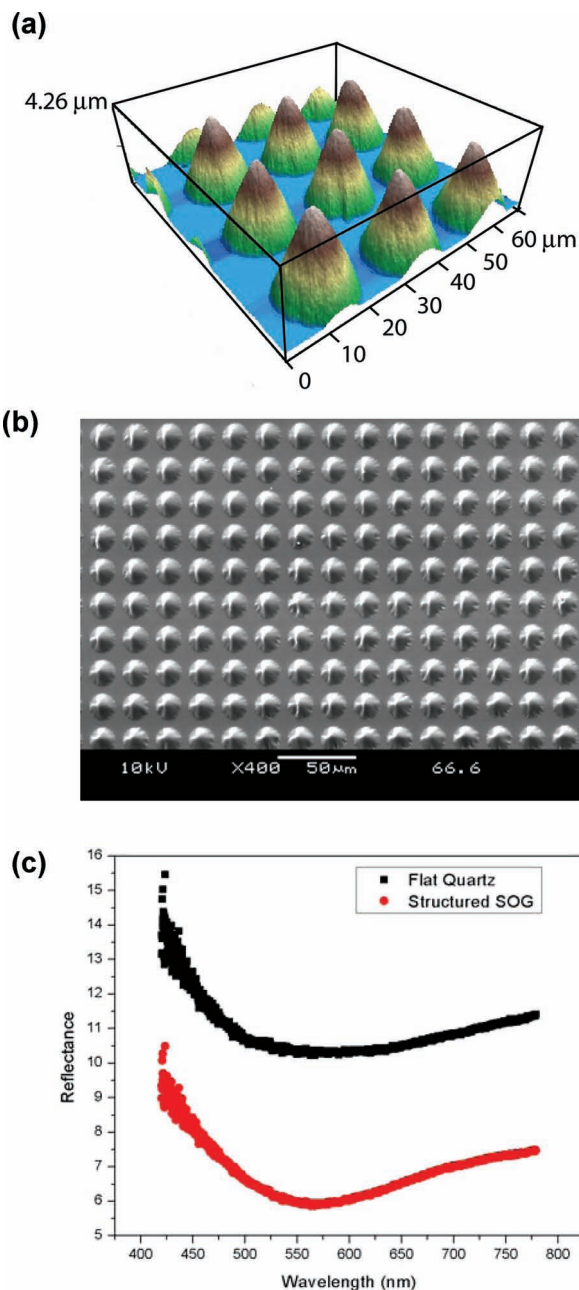 (a)
4.26 µm
0
10
20
30
40
50
60 µm
(b)
10kV X400 50µm 66.6
(c)
16
15
14
13
12
11
10
9
8
7
6
5
Reflectance
Flat Quartz
Structured SOG
400 450 500 550 600 650 700 750 800
Wavelength (nm)